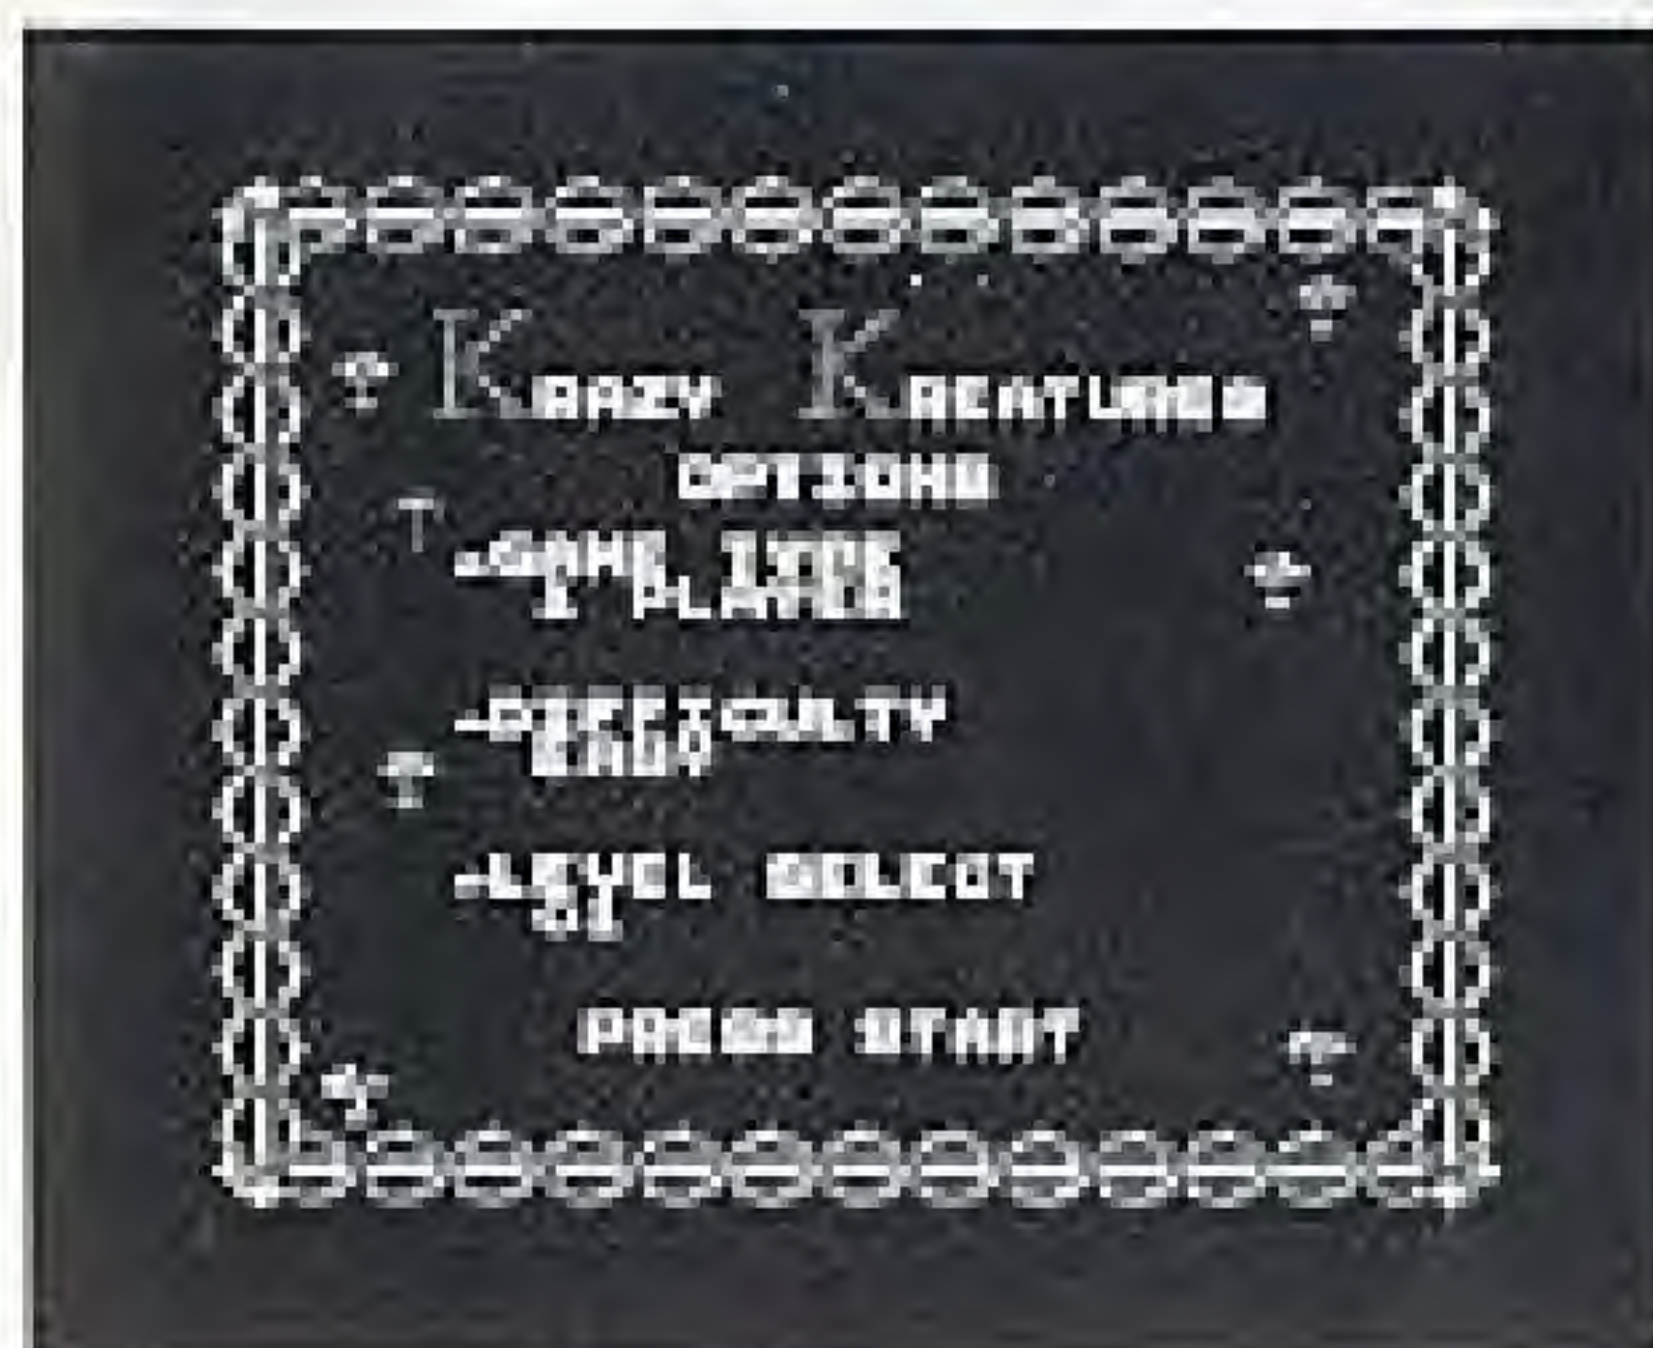 KRAZY KREATURES
OPTIONS
-GAME TYPE
1 PLAYER
-DIFFICULTY
EASY
-LEVEL SELECT
01
PRESS START